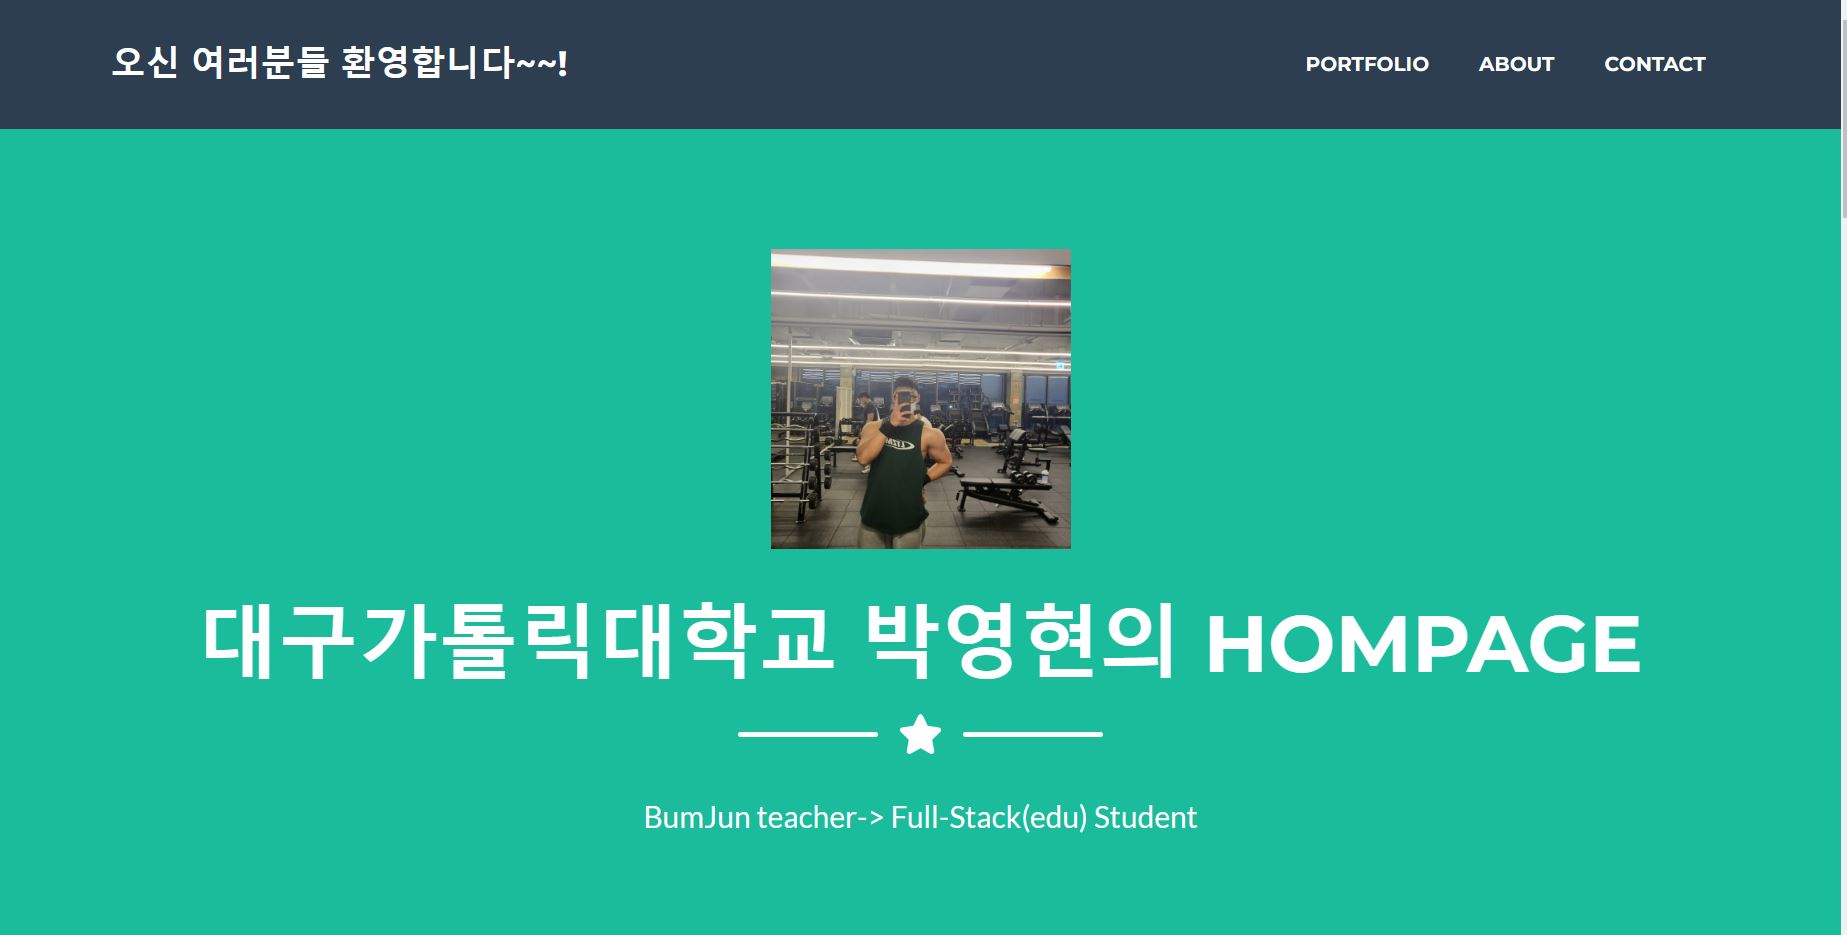 오신 여러분들 환영합니다~~!
PORTFOLIO ABOUT CONTACT
대구가톨릭대학교 박영현의 HOMPAGE
BumJun teacher-> Full-Stack(edu) Student